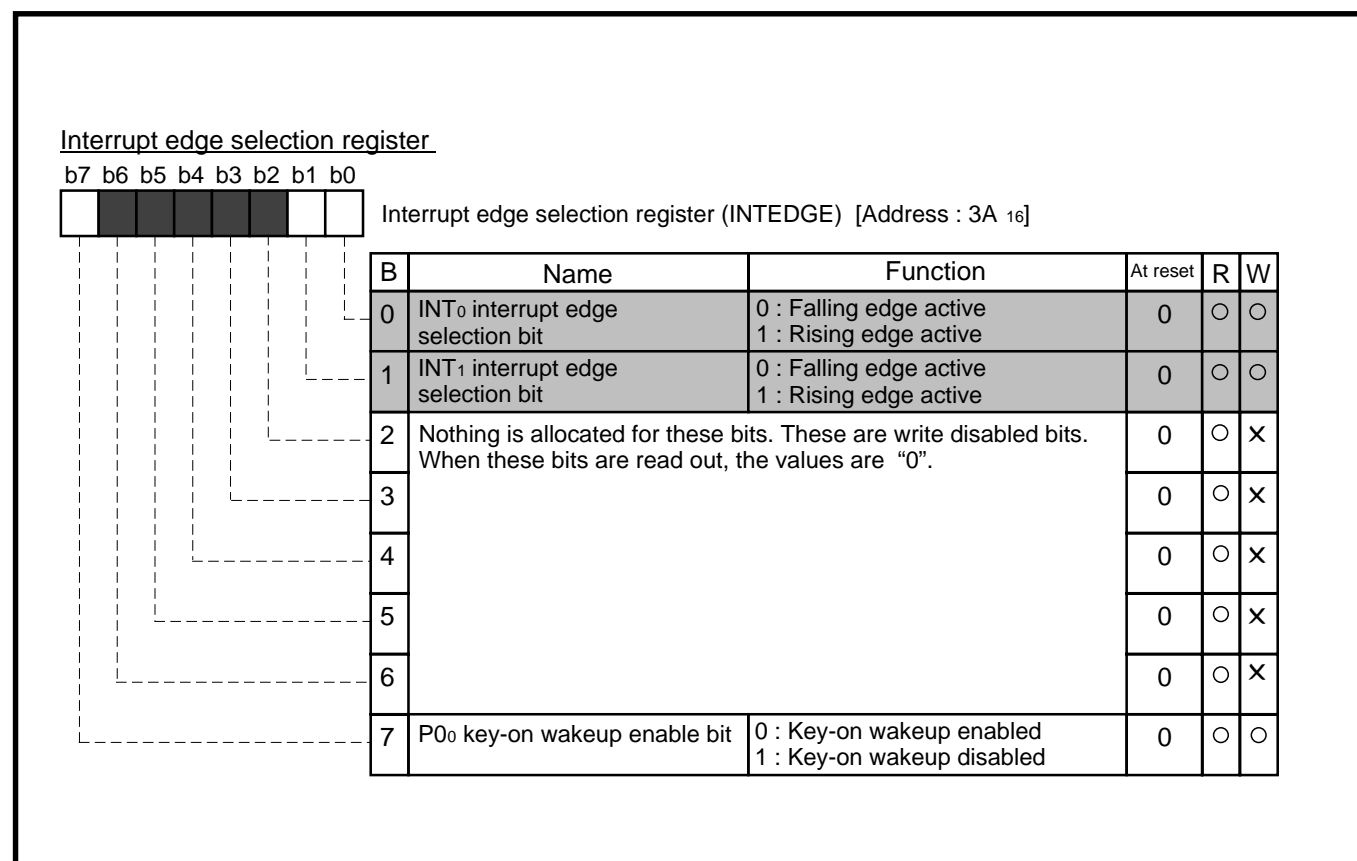 Interrupt edge selection register
b7 b6 b5 b4 b3 b2 b1 b0
Interrupt edge selection register (INTEDGE) [Address : 3A 16]
B Name Function At reset R W
0 INT0 interrupt edge selection bit 0 : Falling edge active 1 : Rising edge active 0 ○ ○
1 INT1 interrupt edge selection bit 0 : Falling edge active 1 : Rising edge active 0 ○ ○
2 Nothing is allocated for these bits. These are write disabled bits. When these bits are read out, the values are “0”. 0 ○ ×
3 0 ○ ×
4 0 ○ ×
5 0 ○ ×
6 0 ○ ×
7 P00 key-on wakeup enable bit 0 : Key-on wakeup enabled 1 : Key-on wakeup disabled 0 ○ ○